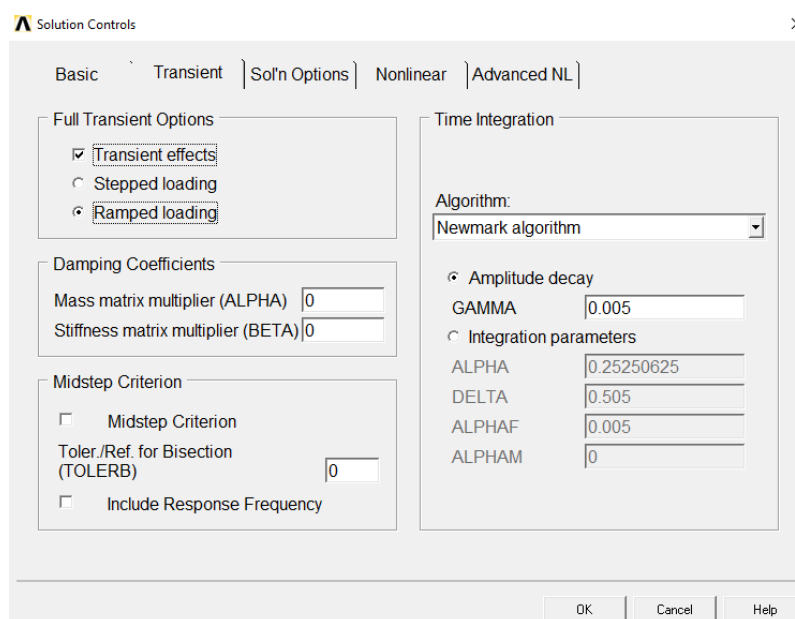 Solution Controls
Basic Transient Sol'n Options Nonlinear Advanced NL
Full Transient Options
Transient effects
Stepped loading
Ramped loading
Damping Coefficients
Mass matrix multiplier (ALPHA) 0
Stiffness matrix multiplier (BETA) 0
Midstep Criterion
Midstep Criterion
Toler./Ref. for Bisection
(TOLERB) 0
Include Response Frequency
Time Integration
Algorithm:
Newmark algorithm
Amplitude decay
GAMMA 0.005
Integration parameters
ALPHA 0.25250625
DELTA 0.505
ALPHAF 0.005
ALPHAM 0
OK Cancel Help